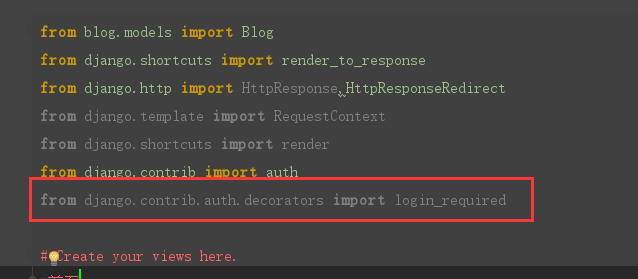 from blog.models import Blog
from django.shortcuts import render_to_response
from django.http import HttpResponse,HttpResponseRedirect
from django.template import RequestContext
from django.shortcuts import render
from django.contrib import auth
from django.contrib.auth.decorators import login_required
# Create your views here.